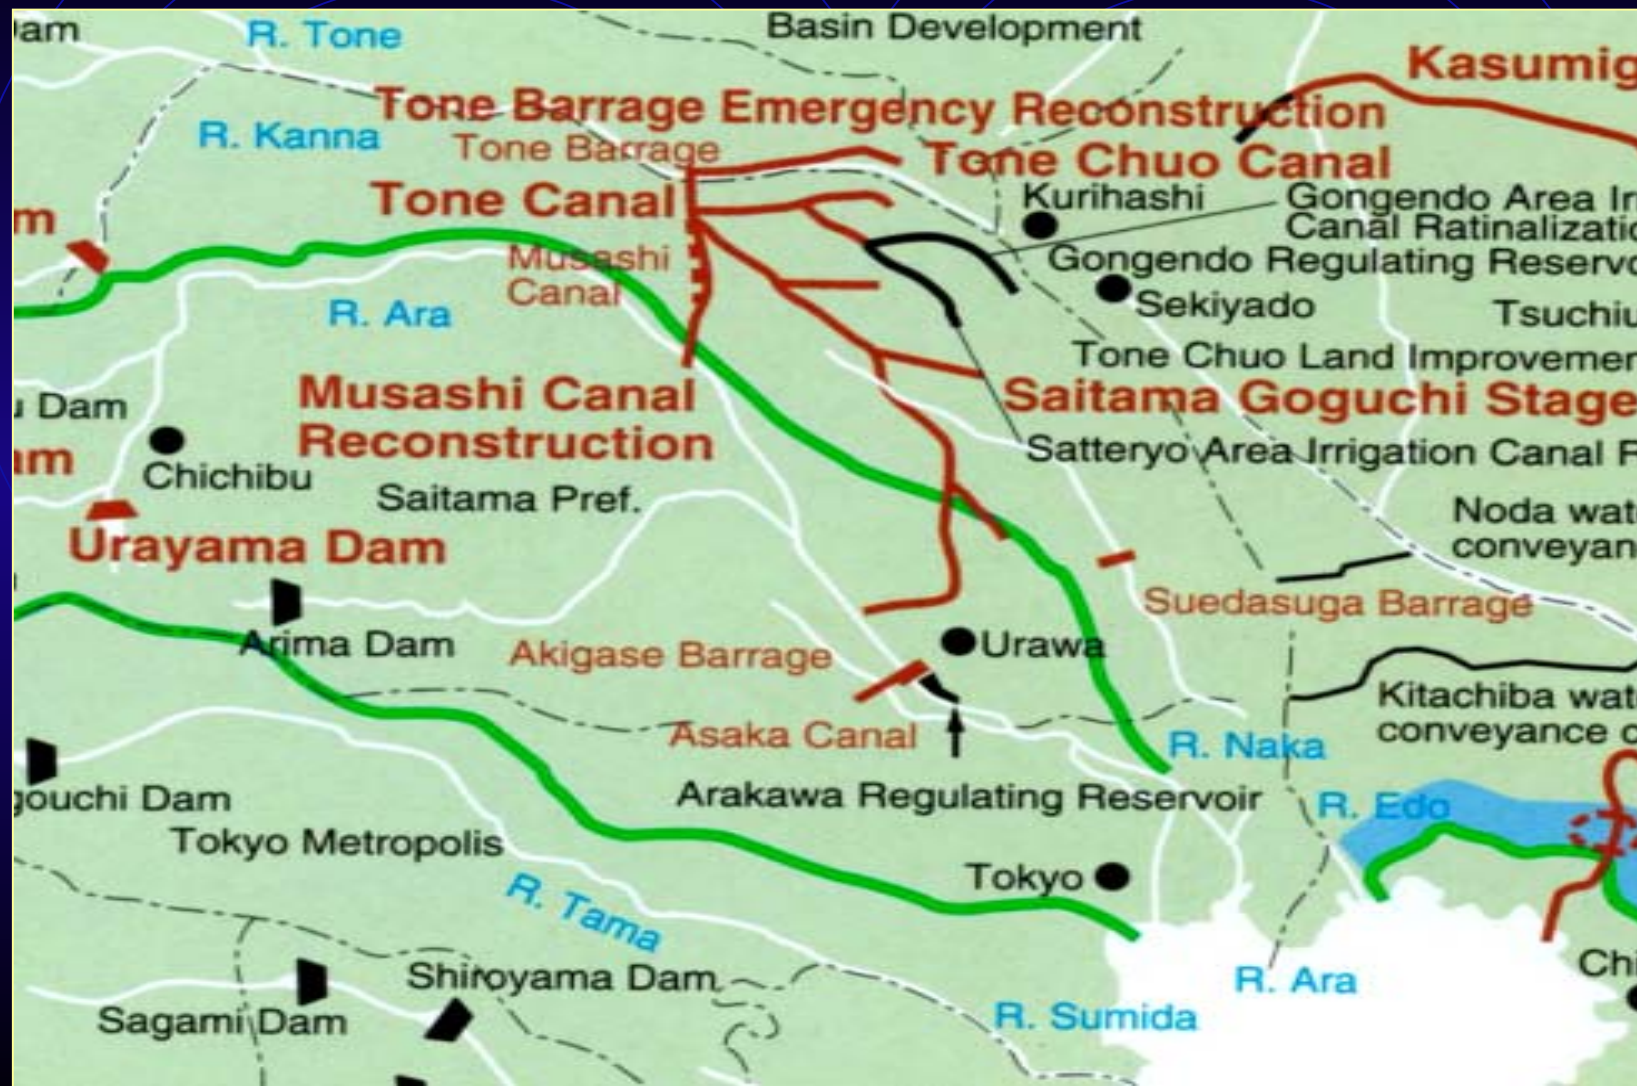 Basin Development
R. Tone
Kasumig
Tone Barrage Emergency Reconstruction
R. Kanna
Tone Barrage
Tone Chuo Canal
Tone Canal
Kurihashi
Gongendo Area Ir
Canal Ratinalizatio
Musashi
Canal
Gongendo Regulating Reservo
R. Ara
Sekiyado
Tsuchiu
Tone Chuo Land Improvemen
Musashi Canal
Reconstruction
Saitama Goguchi Stage
Dam
Satteryo Area Irrigation Canal R
Chichibu
Saitama Pref.
Noda wat
conveyan
Urayama Dam
Suedasuga Barrage
Arima Dam
Akigase Barrage
Urawa
Kitachiba wat
conveyance c
Asaka Canal
R. Naka
gouchi Dam
Arakawa Regulating Reservoir
R. Edo
Tokyo Metropolis
Tokyo
R. Tama
Shiroyama Dam
Chi
R. Ara
Sagami Dam
R. Sumida